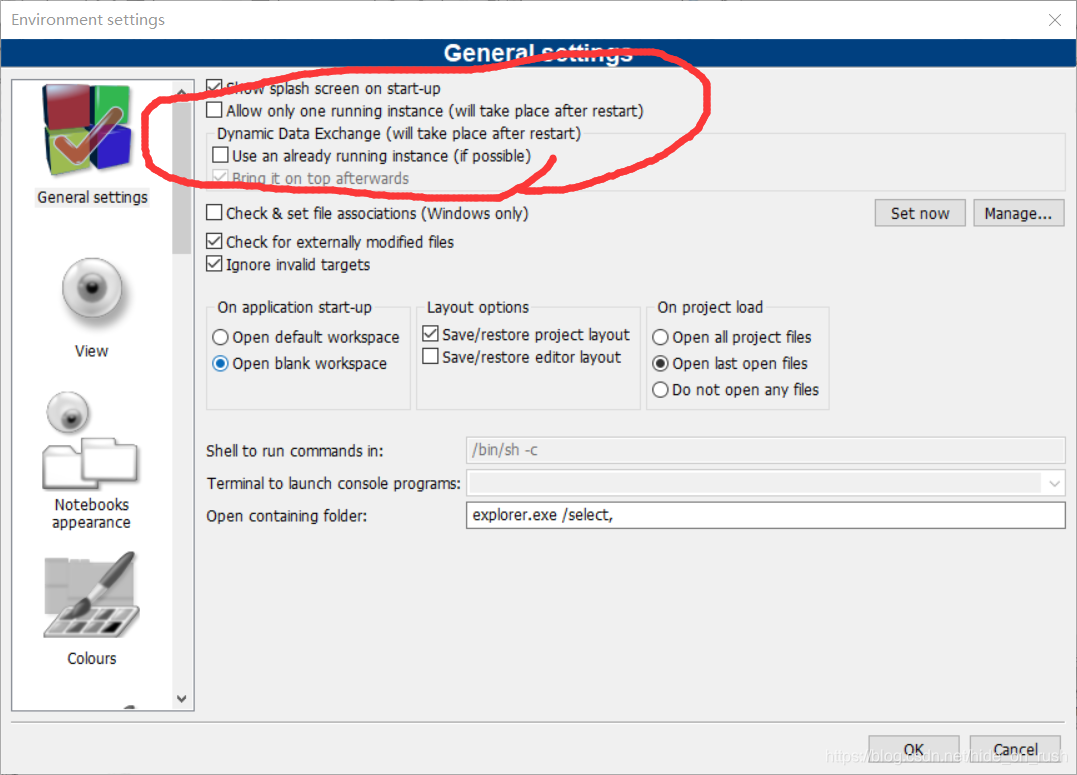 Environment settings
General settings
Show splash screen on start-up
Allow only one running instance (will take place after restart)
Dynamic Data Exchange (will take place after restart)
Use an already running instance (if possible)
Bring it on top afterwards
General settings
Check & set file associations (Windows only)
Set now
Manage...
Check for externally modified files
Ignore invalid targets
On application start-up
Open default workspace
Open blank workspace
Layout options
Save/restore project layout
Save/restore editor layout
On project load
Open all project files
Open last open files
Do not open any files
View
Shell to run commands in:
/bin/sh -c
Terminal to launch console programs:
Open containing folder:
explorer.exe /select,
Notebooks
appearance
Colours
OK
Cancel
https://blog.csdn.net/hide_on_rush